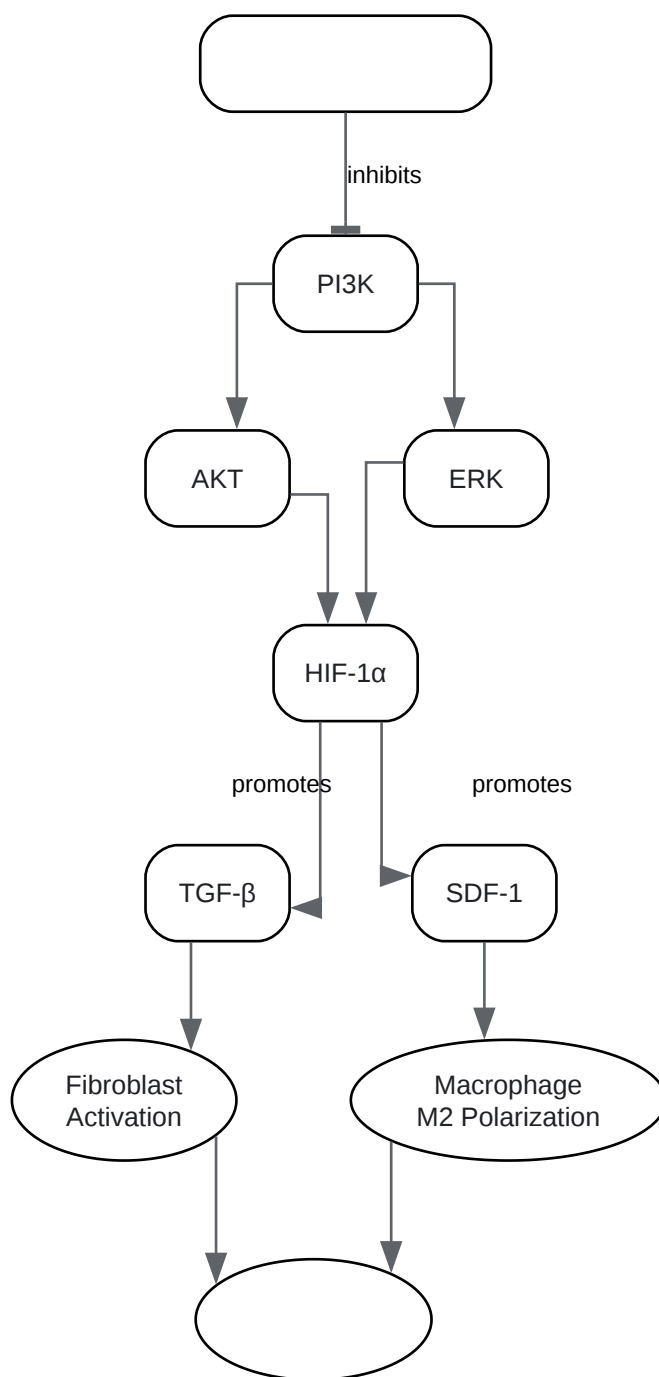 inhibits
PI3K
AKT
ERK
HIF-1α
promotes
promotes
TGF-β
SDF-1
Fibroblast
Activation
Macrophage
M2 Polarization